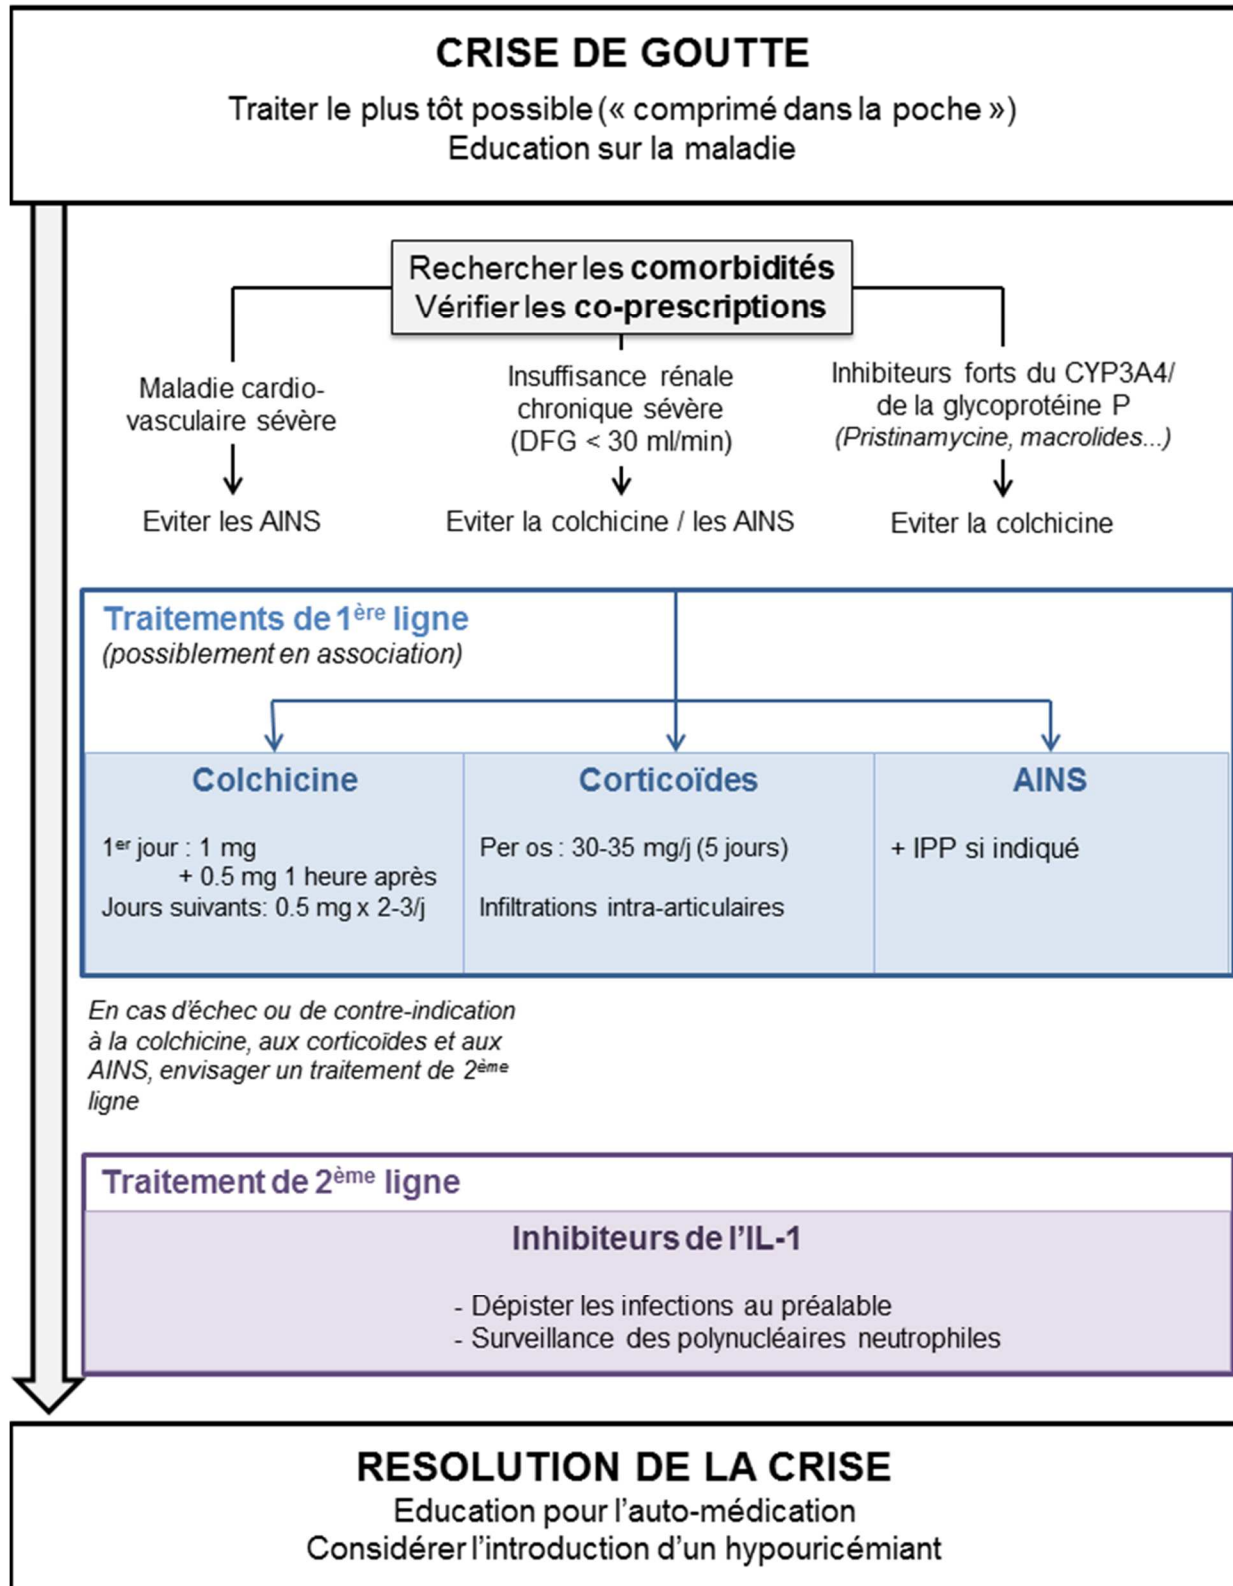 CRISE DE GOUTTE
Traiter le plus tôt possible (« comprimé dans la poche »)
Education sur la maladie
Rechercher les comorbidités
Vérifier les co-prescriptions
Maladie cardio-
vasculaire sévère
Eviter les AINS
Insuffisance rénale
chronique sévère
(DFG < 30 ml/min)
Eviter la colchicine / les AINS
Inhibiteurs forts du CYP3A4/
de la glycoprotéine P
(Pristinamycine, macrolides...)
Eviter la colchicine
Traitements de 1ère ligne
(possiblement en association)
Colchicine
1er jour : 1 mg
+ 0.5 mg 1 heure après
Jours suivants: 0.5 mg x 2-3/j
Corticoïdes
Per os : 30-35 mg/j (5 jours)
Infiltrations intra-articulaires
AINS
+ IPP si indiqué
En cas d'échec ou de contre-indication
à la colchicine, aux corticoïdes et aux
AINS, envisager un traitement de 2ème
ligne
Traitement de 2ème ligne
Inhibiteurs de l'IL-1
- Dépister les infections au préalable
- Surveillance des polynucléaires neutrophiles
RESOLUTION DE LA CRISE
Education pour l'auto-médication
Considérer l'introduction d'un hypouricémiant